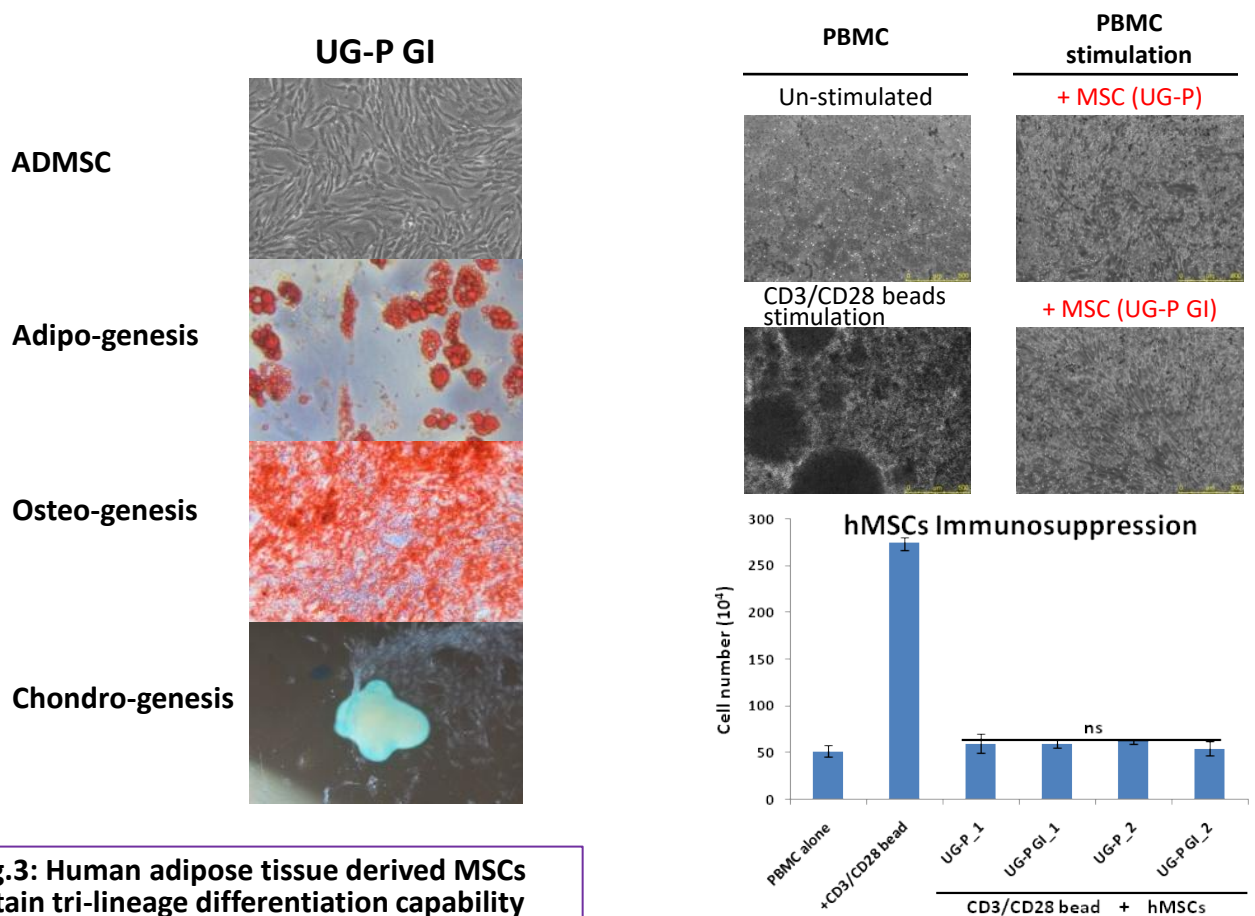 UG-P GI
ADMSC
Adipo-genesis
Osteo-genesis
Chondro-genesis
g.3: Human adipose tissue derived MSCs
tain tri-lineage differentiation capability
PBMC
PBMC
stimulation
Un-stimulated
+ MSC (UG-P)
CD3/CD28 beads
stimulation
+ MSC (UG-P GI)
hMSCs Immunosuppression
Cell number (10⁴)
300
250
200
150
100
50
0
ns
PBMC alone
+CD3/CD28 bead
UG-P_1
UG-P GI_1
UG-P_2
UG-P GI_2
CD3/CD28 bead + hMSCs